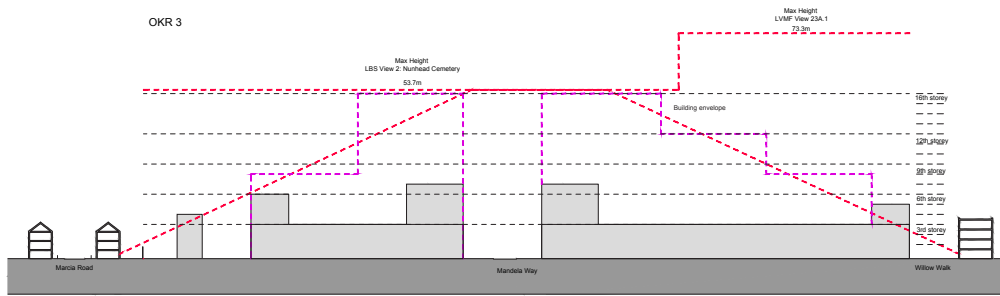 OKR 3
Max Height
LVMF View 23A.1
73.3m
Max Height
LBS View 2: Nunhead Cemetery
53.7m
Building envelope
16th storey
12th storey
9th storey
6th storey
3rd storey
Marcia Road
Mandela Way
Willow Walk